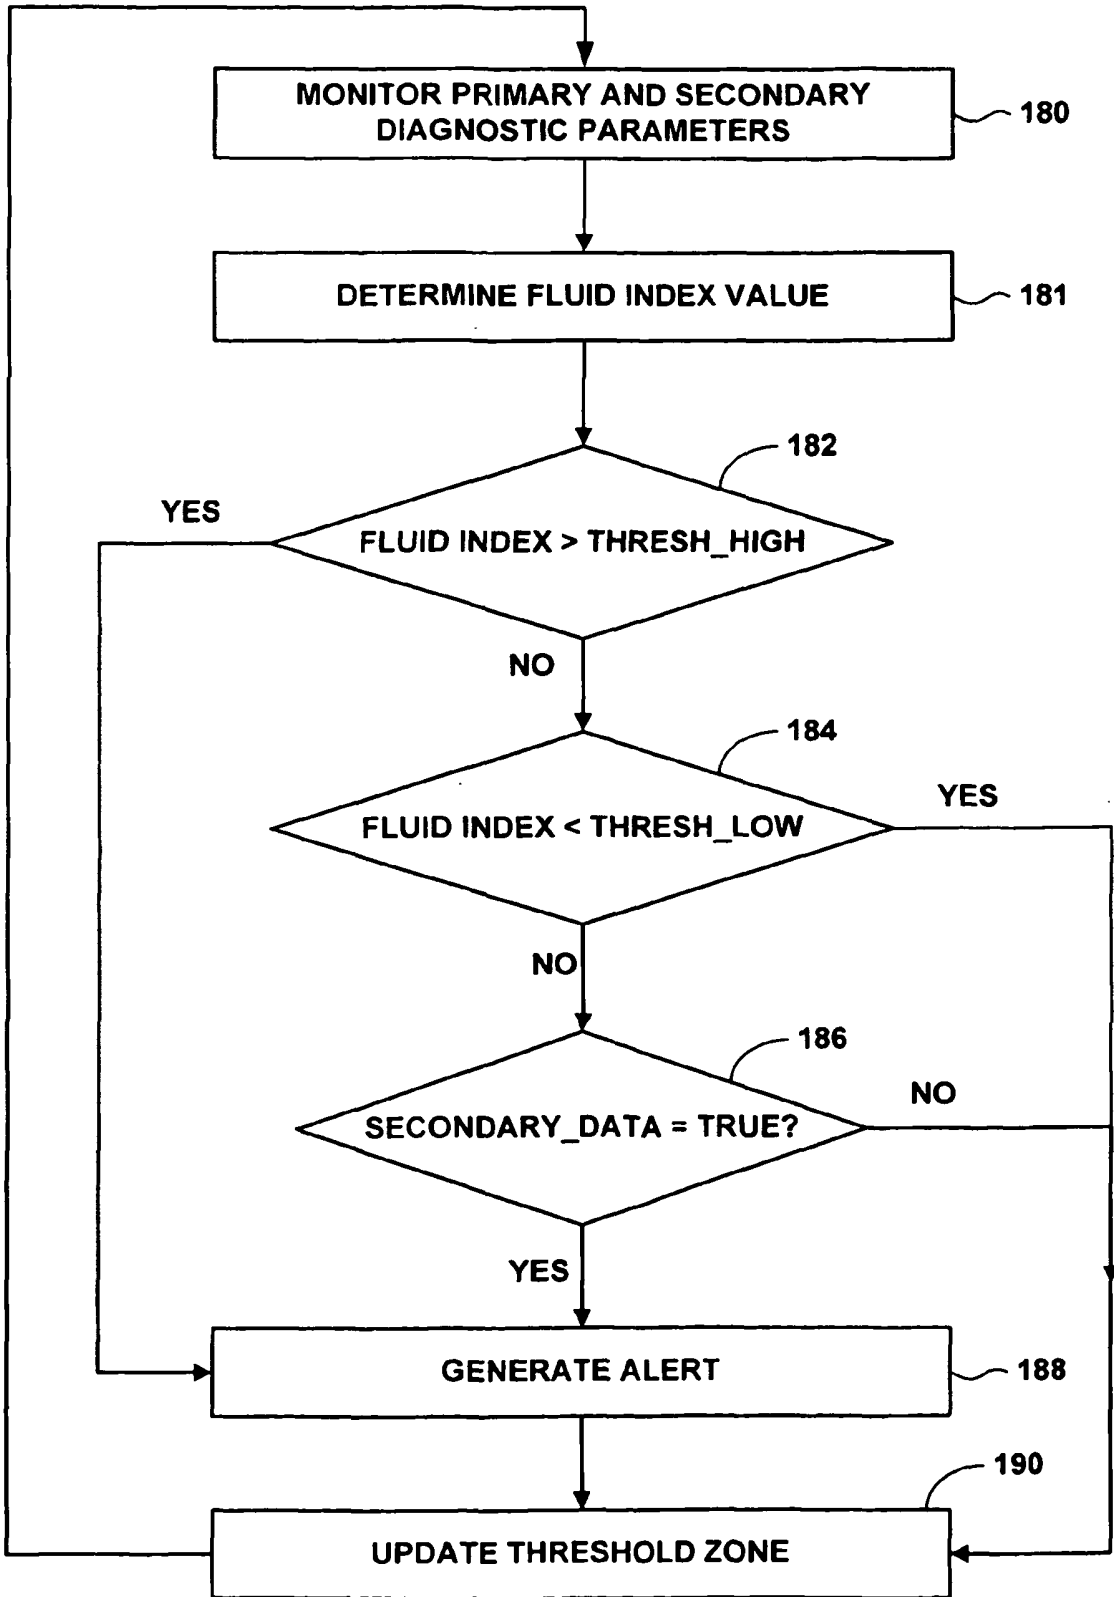 MONITOR PRIMARY AND SECONDARY
DIAGNOSTIC PARAMETERS
180
DETERMINE FLUID INDEX VALUE
181
182
YES
FLUID INDEX > THRESH_HIGH
NO
184
YES
FLUID INDEX < THRESH_LOW
NO
186
NO
SECONDARY_DATA = TRUE?
YES
GENERATE ALERT
188
190
UPDATE THRESHOLD ZONE